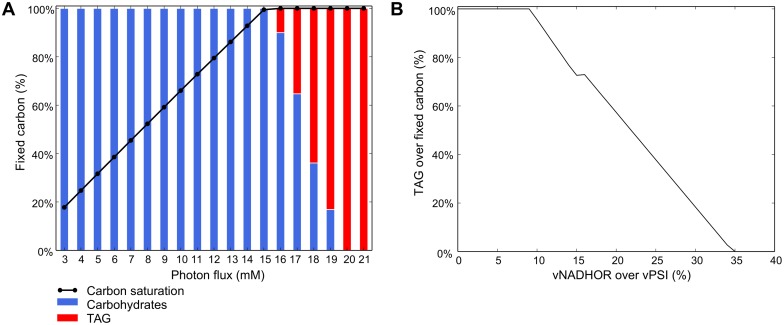 A
Fixed carbon (%)
100%
80%
60%
40%
20%
0%
3 4 5 6 7 8 9 10 11 12 13 14 15 16 17 18 19 20 21
Photon flux (mM)
Carbon saturation
Carbohydrates
TAG
B
TAG over fixed carbon (%)
100%
80%
60%
40%
20%
0%
0 5 10 15 20 25 30 35 40
vNADHOR over vPSI (%)